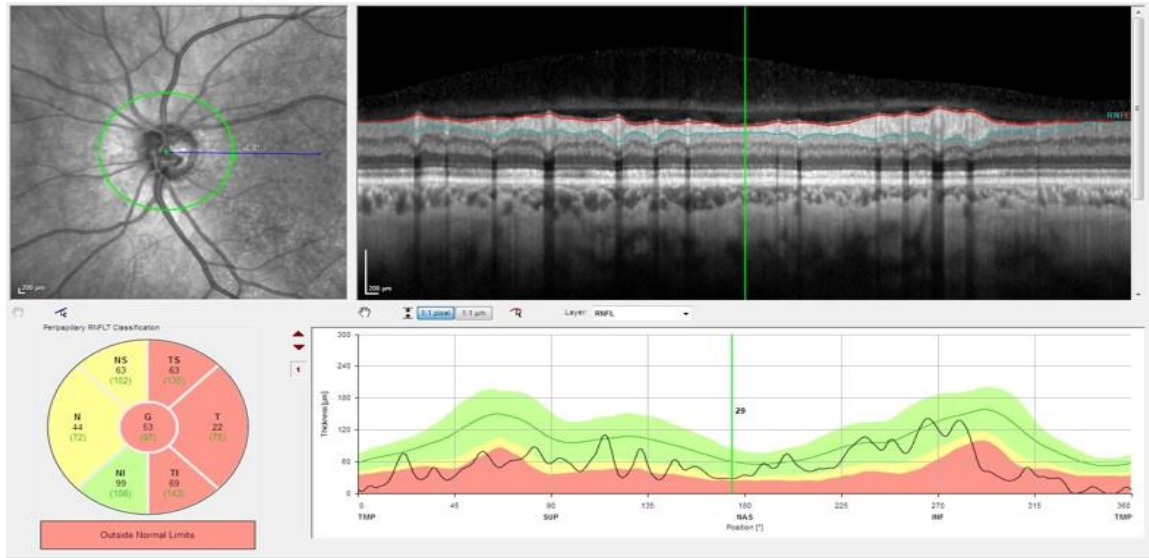 RNFL
200 µm
200 µm
1:1 pixel
1:1 µm
Layer:
RNFL
Peripapillary RNFLT Classification
NS
63
(102)
TS
63
N
44
(72)
G
53
(97)
T
22
NI
99
(106)
TI
69
(143)
Outside Normal Limits
1
Thickness [µm]
300
240
180
120
60
0
29
0
45
90
135
180
225
270
315
360
TMP
SUP
NAS
INF
TMP
Position [°]